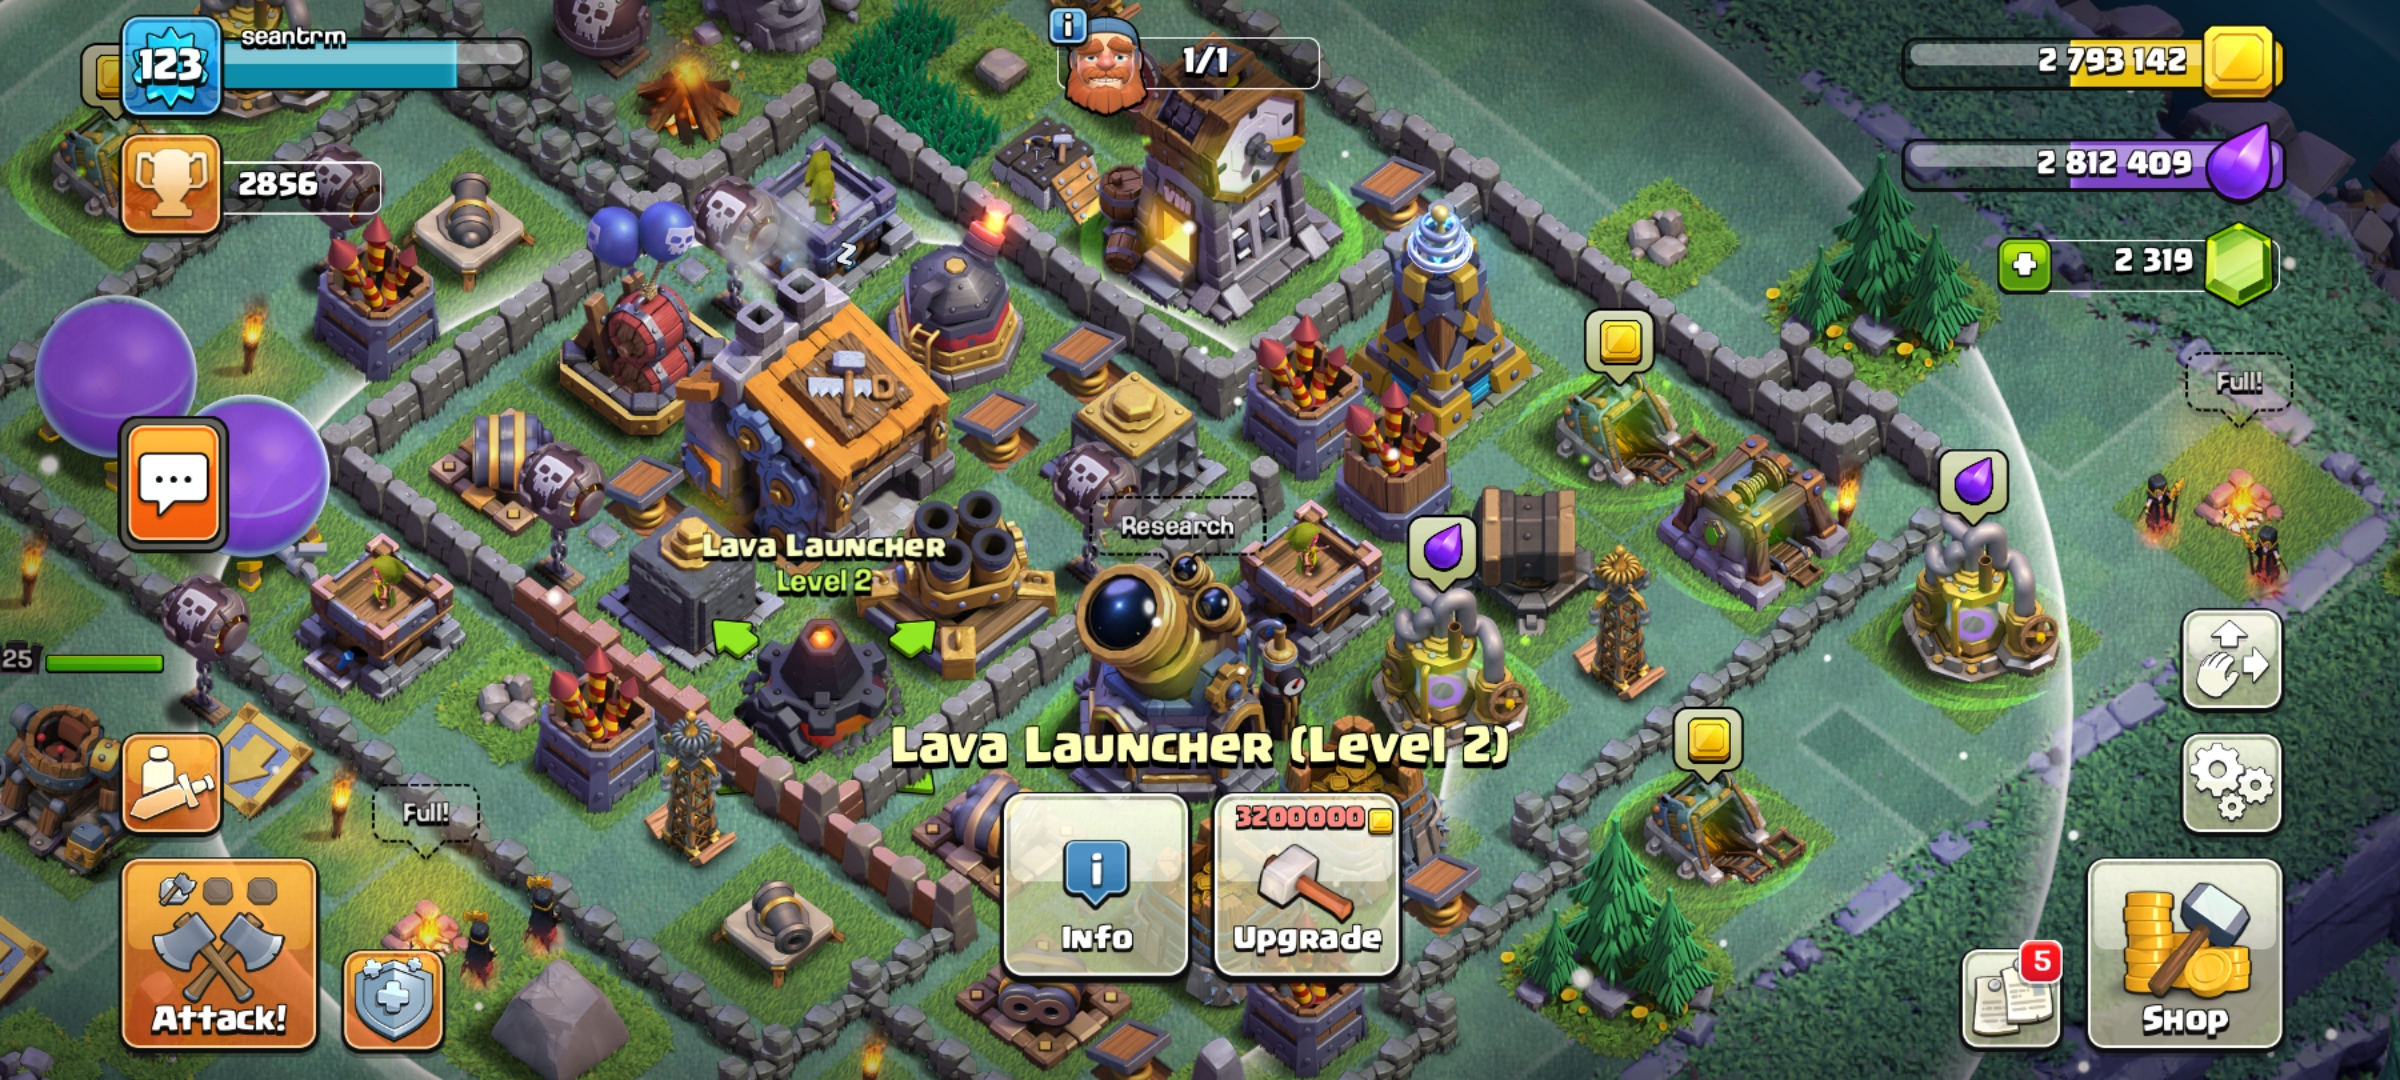 123
seantrm
1/1
2 793 142
2856
2 812 409
2 319
z
Full!
Research
Lava Launcher
Level 2
25
Lava Launcher (Level 2)
Full!
3200000
Info
Upgrade
Attack!
5
Shop